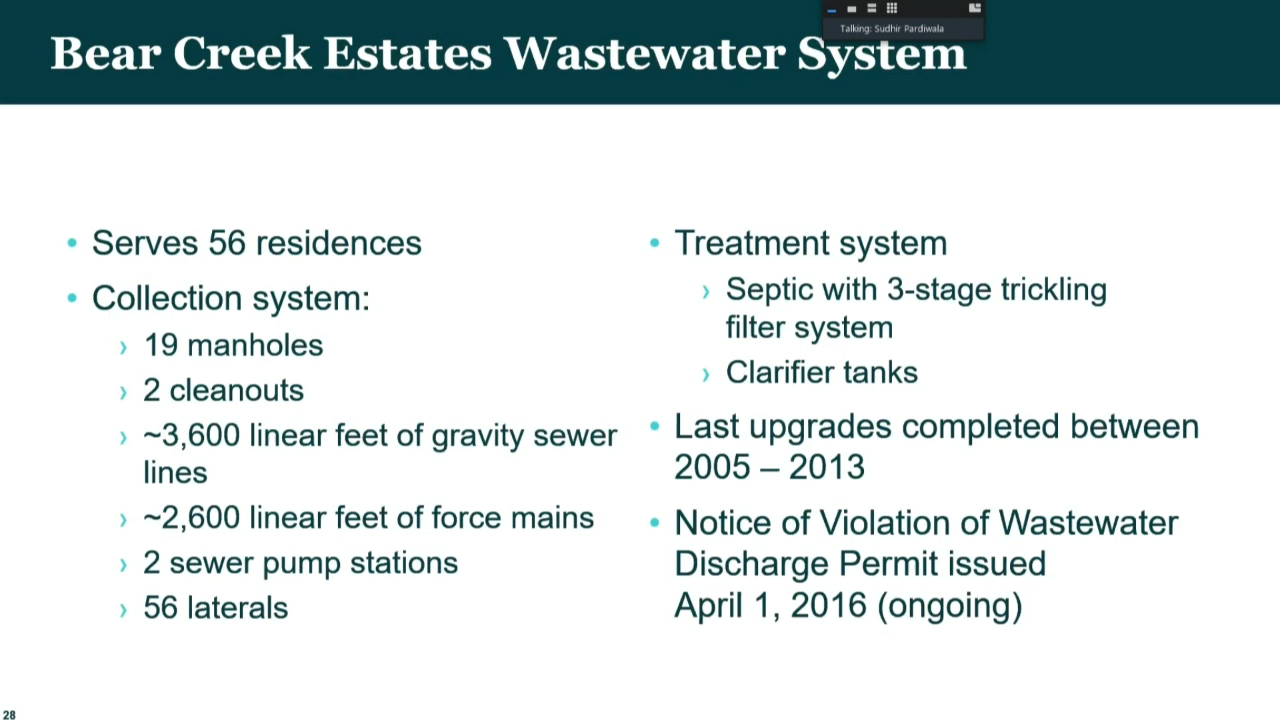 Talking: Sudhir Pardiwala
Bear Creek Estates Wastewater System
• Serves 56 residences
• Collection system:
› 19 manholes
› 2 cleanouts
› ~3,600 linear feet of gravity sewer
lines
› ~2,600 linear feet of force mains
› 2 sewer pump stations
› 56 laterals
• Treatment system
› Septic with 3-stage trickling
filter system
› Clarifier tanks
• Last upgrades completed between
2005 – 2013
• Notice of Violation of Wastewater
Discharge Permit issued
April 1, 2016 (ongoing)
28